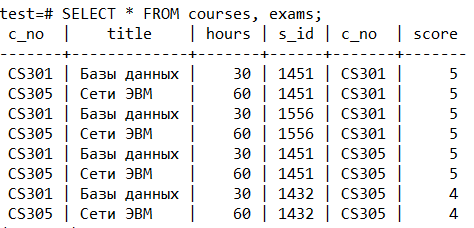 test=# SELECT * FROM courses, exams;
 c_no  |    title    | hours | s_id | c_no  | score
-------+-------------+-------+------+-------+-------
 CS301 | Базы данных |    30 | 1451 | CS301 |     5
 CS305 | Сети ЭВМ    |    60 | 1451 | CS301 |     5
 CS301 | Базы данных |    30 | 1556 | CS301 |     5
 CS305 | Сети ЭВМ    |    60 | 1556 | CS301 |     5
 CS301 | Базы данных |    30 | 1451 | CS305 |     5
 CS305 | Сети ЭВМ    |    60 | 1451 | CS305 |     5
 CS301 | Базы данных |    30 | 1432 | CS305 |     4
 CS305 | Сети ЭВМ    |    60 | 1432 | CS305 |     4